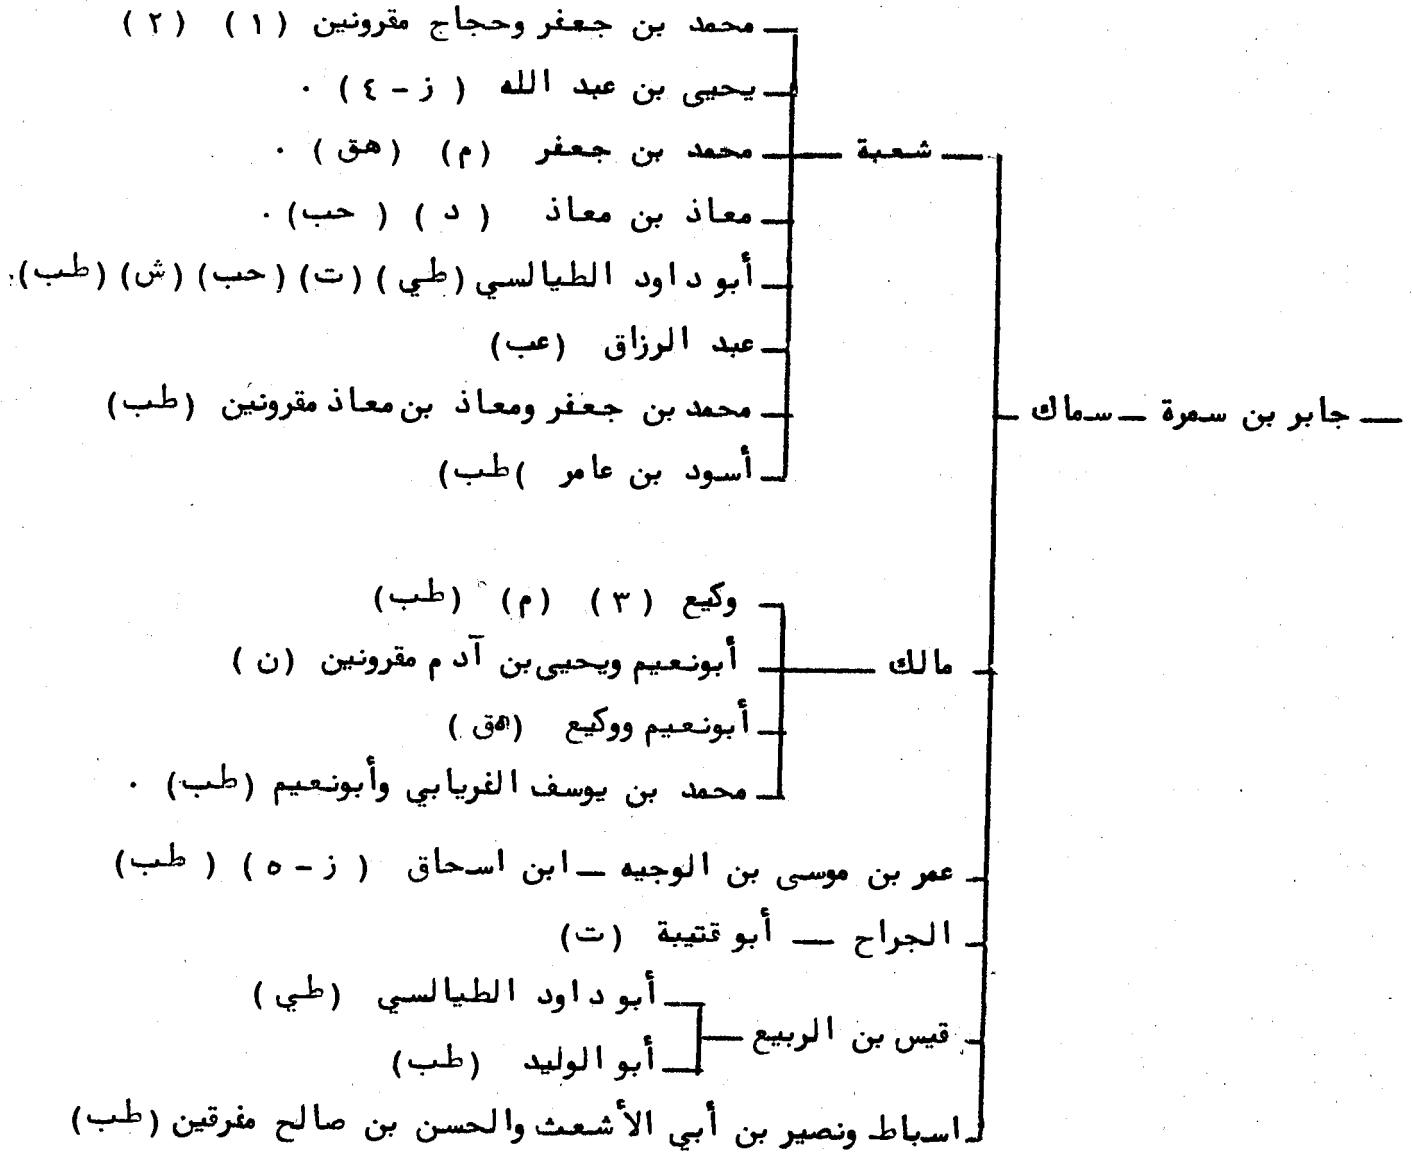 محمد بن جعفر وحجاج مقرونين (١) (٢)
يحيى بن عبد الله (ز - ٤) .
شعبة — محمد بن جعفر (م) (هق) .
معاذ بن معاذ (د) (حب) .
أبو داود الطيالسي (طي) (ت) (حب) (ش) (طب).
عبد الرزاق (عب)
— جابر بن سمرة — سماك — محمد بن جعفر ومعاذ بن معاذ مقرونين (طب)
أسود بن عامر )طب)
وكيع (٣) (م) (طب)
مالك — أبونعيم ويحيى بن آدم مقرونين (ن)
أبونعيم ووكيع (هق)
محمد بن يوسف الفريابي وأبونعيم (طب) .
عمر بن موسى بن الوجيه — ابن اسحاق (ز - ٥) (طب)
الجراح — أبو قتيبة (ت)
أبو داود الطيالسي (طي)
قيس بن الربيع —
أبو الوليد (طب)
اسباط ونصير بن أبي الأشعث والحسن بن صالح مفرقين (طب)